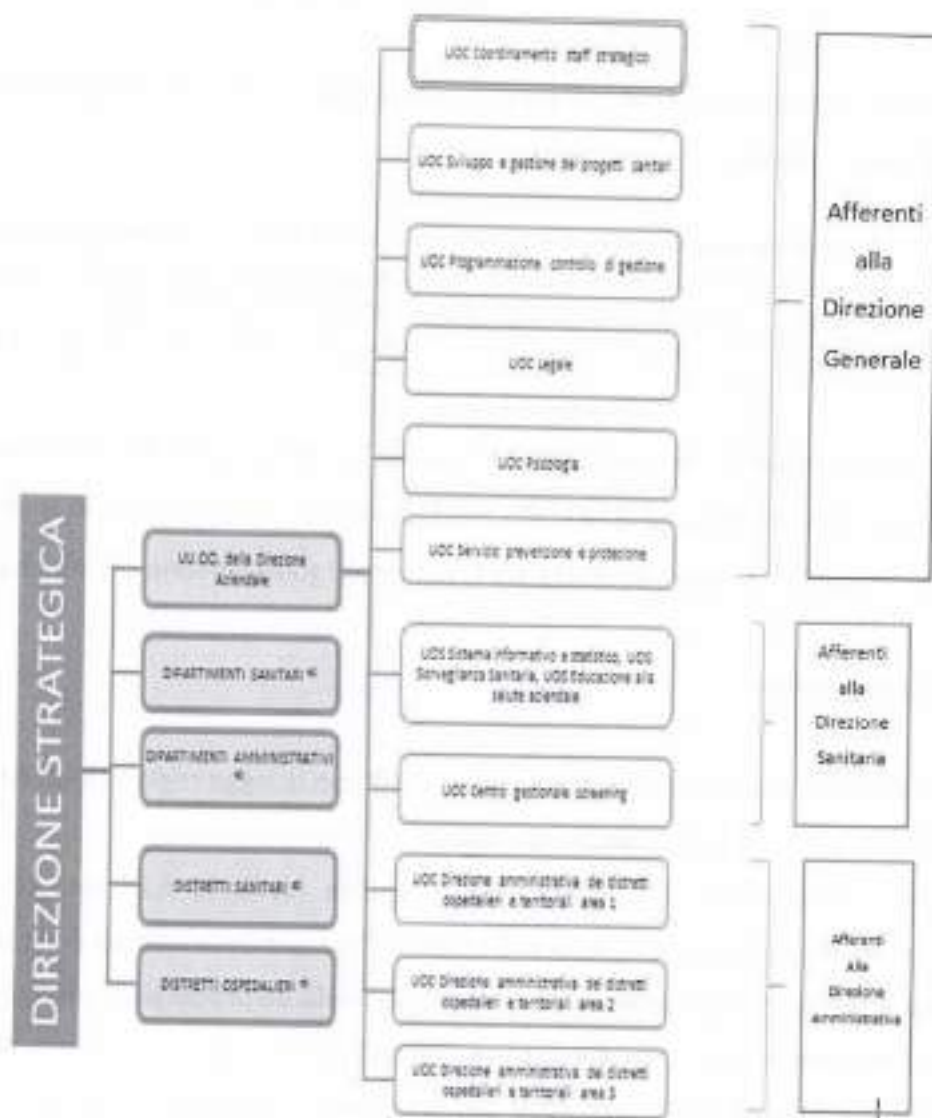 DIREZIONE STRATEGICA
UU.OO. della Direzione
Aziendale
DIPARTIMENTI SANITARI
DIPARTIMENTI AMMINISTRATIVI
DISTRETTI SANITARI
DISTRETTI OSPEDALIERI
UOC Coordinamento staff strategico
UOC Sviluppo e gestione dei progetti sanitari
UOC Programmazione controllo di gestione
UOC Legale
UOC Psicologia
UOC Servizio prevenzione e protezione
UOS Sistema informativo e statistico, UOS
Sorveglianza Sanitaria, UOS Educazione alla
salute aziendale
UOC Centro gestionale screening
UOC Direzione amministrativa dei distretti
ospedalieri e territoriali area 1
UOC Direzione amministrativa dei distretti
ospedalieri e territoriali area 2
UOC Direzione amministrativa dei distretti
ospedalieri e territoriali area 3
Afferenti
alla
Direzione
Generale
Afferenti
alla
Direzione
Sanitaria
Afferenti
Alla
Direzione
amministrativa